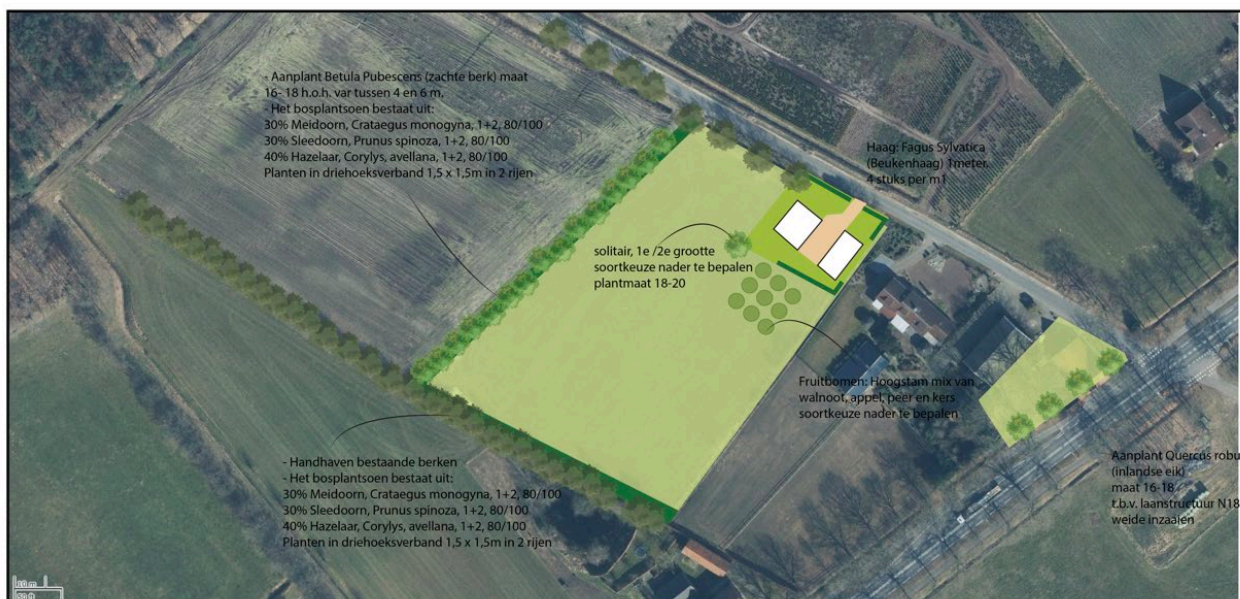 - Aanplant Betula Pubescens (zachte berk) maat
16- 18 h.o.h. var tussen 4 en 6 m,
- Het bosplantsoen bestaat uit:
30% Meidoorn, Crataegus monogyna, 1+2, 80/100
30% Sleedoorn, Prunus spinoza, 1+2, 80/100
40% Hazelaar, Corylys, avellana, 1+2, 80/100
Planten in driehoeksverband 1,5 x 1,5m in 2 rijen
Haag: Fagus Sylvatica
(Beukenhaag) 1meter.
4 stuks per m1
solitair, 1e /2e grootte
soortkeuze nader te bepalen
plantmaat 18-20
Fruitbomen: Hoogstam mix van
walnoot, appel, peer en kers
soortkeuze nader te bepalen
- Handhaven bestaande berken
- Het bosplantsoen bestaat uit:
30% Meidoorn, Crataegus monogyna, 1+2, 80/100
30% Sleedoorn, Prunus spinoza, 1+2, 80/100
40% Hazelaar, Corylys, avellana, 1+2, 80/100
Planten in driehoeksverband 1,5 x 1,5m in 2 rijen
Aanplant Quercus robu
(inlandse eik)
maat 16-18
t.b.v. laanstructuur N18
weide inzaaien
10 m
50 ft